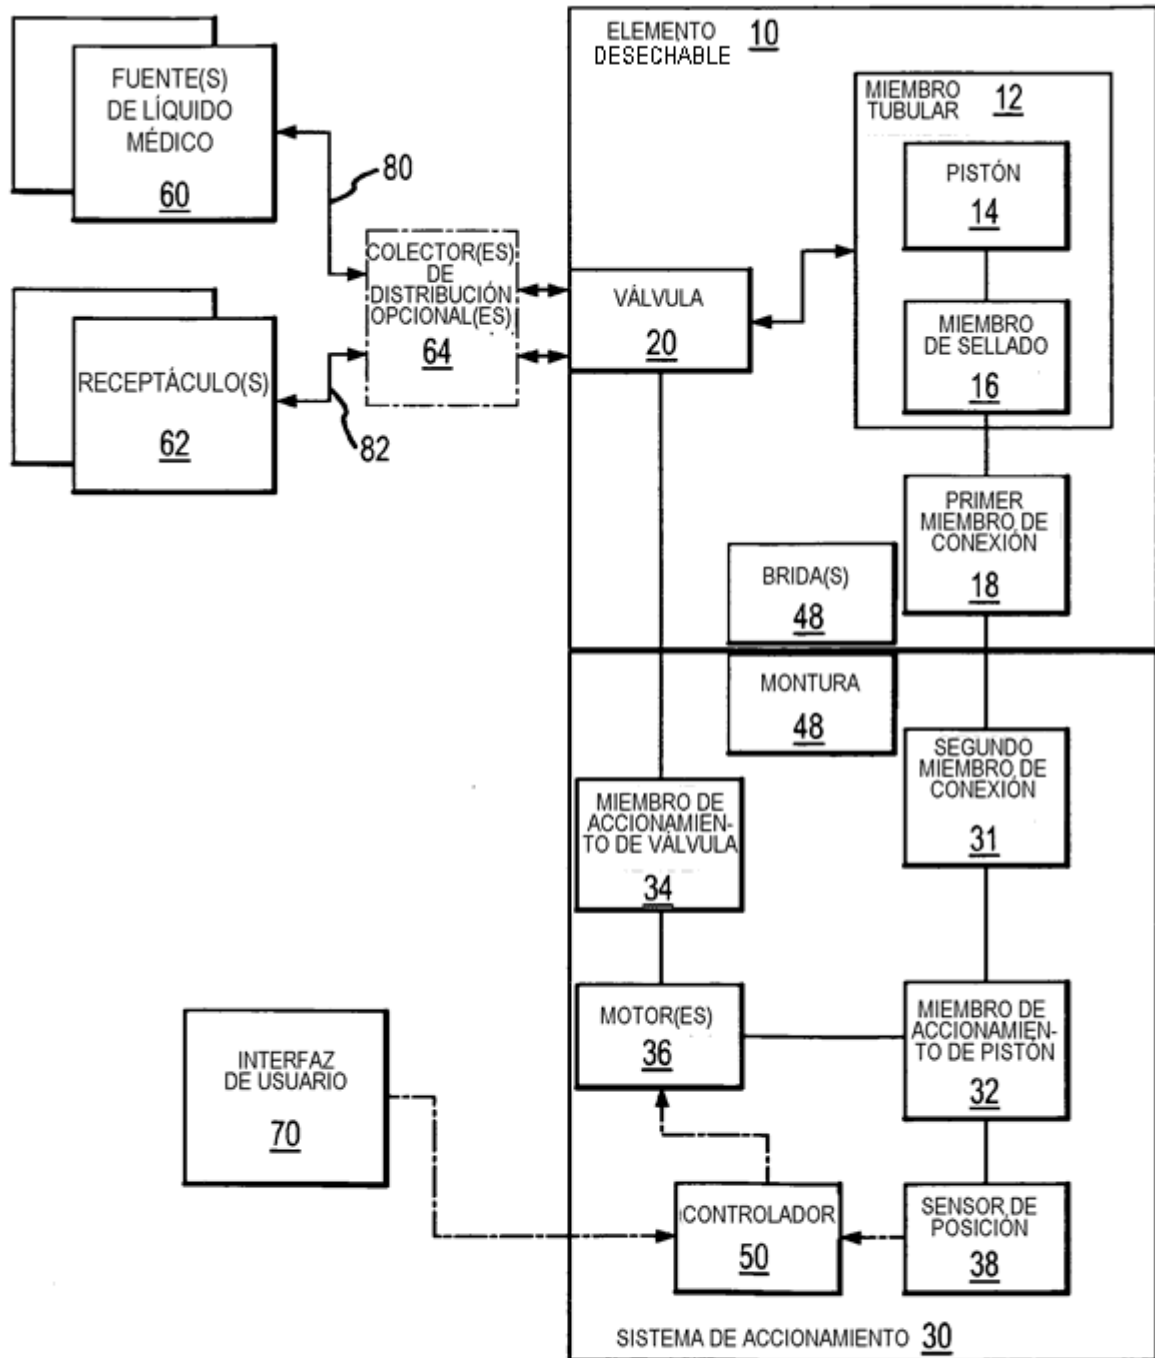 ELEMENTO
DESECHABLE
10
FUENTE(S)
DE LÍQUIDO
MÉDICO
60
80
MIEMBRO
TUBULAR
12
PISTÓN
14
COLECTOR(ES)
DE
DISTRIBUCIÓN
OPCIONAL(ES)
64
VÁLVULA
20
MIEMBRO
DE SELLADO
16
RECEPTÁCULO(S)
62
82
PRIMER
MIEMBRO DE
CONEXIÓN
18
BRIDA(S)
48
MONTURA
48
SEGUNDO
MIEMBRO DE
CONEXIÓN
31
MIEMBRO DE
ACCIONAMIEN-
TO DE VÁLVULA
34
MOTOR(ES)
36
MIEMBRO DE
ACCIONAMIEN-
TO DE PISTÓN
32
INTERFAZ
DE USUARIO
70
CONTROLADOR
50
SENSOR DE
POSICIÓN
38
SISTEMA DE ACCIONAMIENTO 30